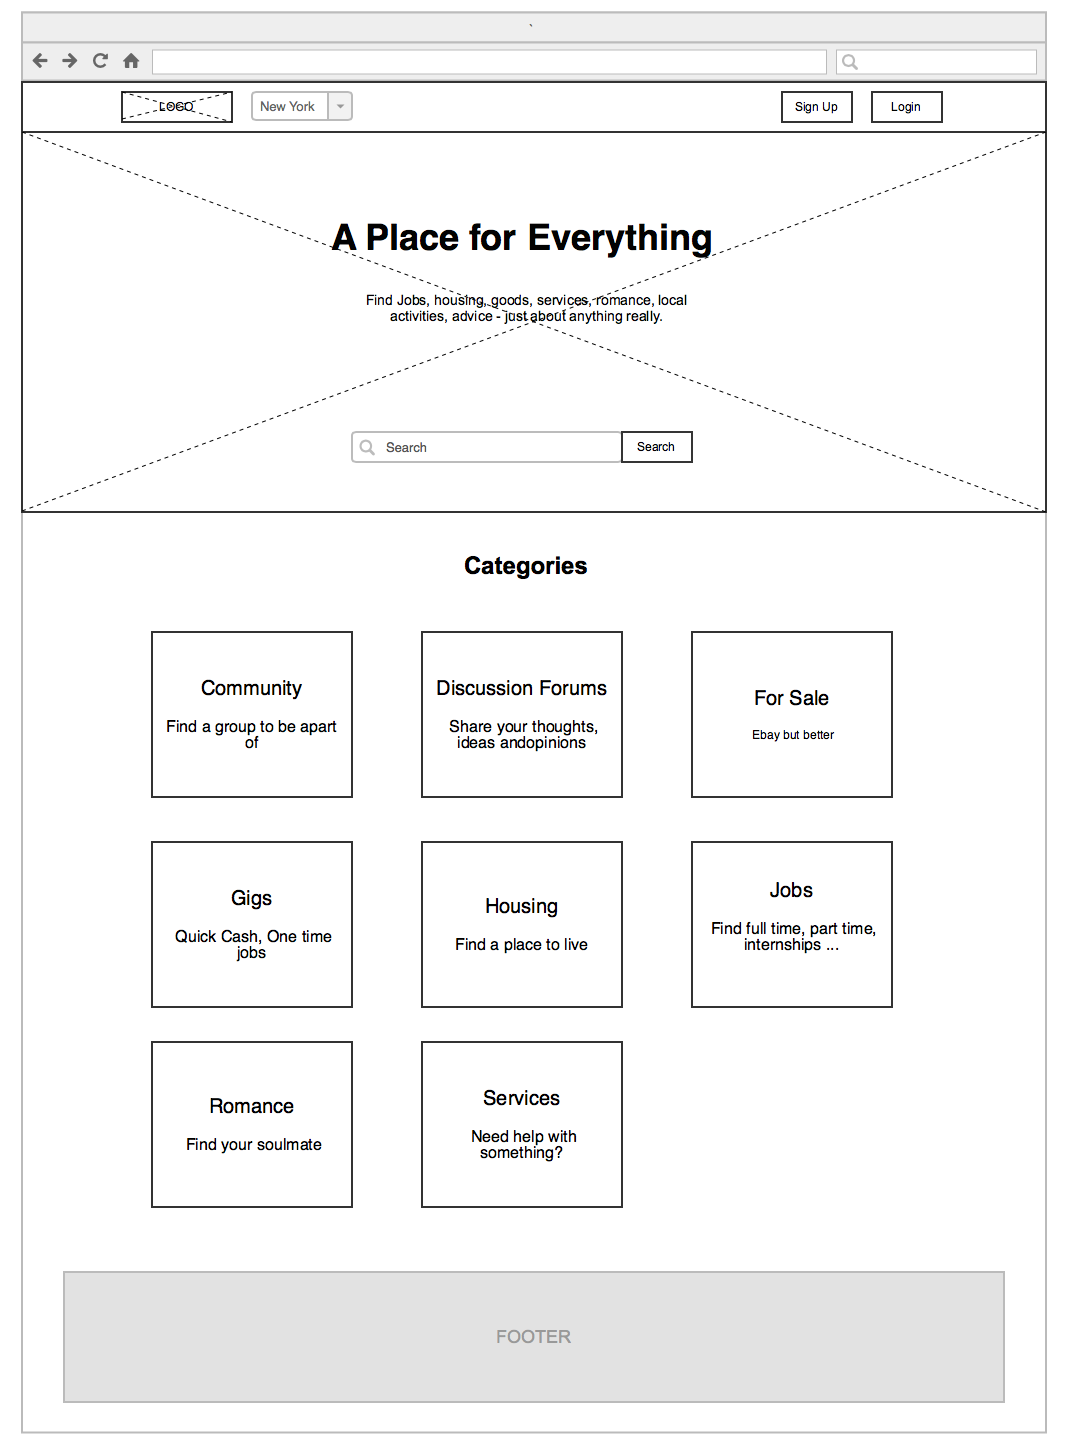 `
LOGO
New York
Sign Up
Login
A Place for Everything
Find Jobs, housing, goods, services, romance, local
activities, advice - just about anything really.
Search
Search
Categories
Community
Find a group to be apart
of
Discussion Forums
Share your thoughts,
ideas andopinions
For Sale
Ebay but better
Gigs
Quick Cash, One time
jobs
Housing
Find a place to live
Jobs
Find full time, part time,
internships ...
Romance
Find your soulmate
Services
Need help with
something?
FOOTER